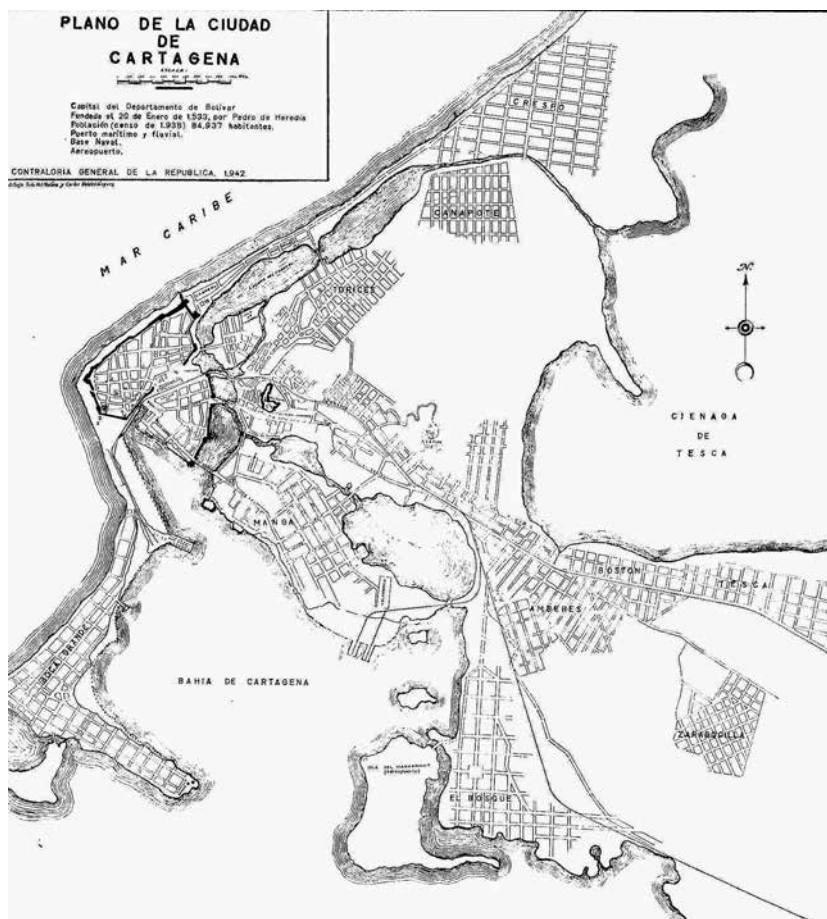 PLANO DE LA CIUDAD
DE
CARTAGENA
ESCALA:
Capital del Departamento de Bolívar
Fundada el 20 de Enero de 1.533, por Pedro de Heredia
Población (censo de 1.938) 84,937 habitantes.
Puerto marítimo y fluvial.
Base Naval.
Aereopuerto.
CONTRALORIA GENERAL DE LA REPUBLICA, 1.942
MAR CARIBE
CRESPO
CANAPOTE
TORICES
N.
CIENAGA
DE
TESCA
MANGA
BOSTON
TESCA
AMBERES
BOCAGRANDE
BAHIA DE CARTAGENA
ZARAGOCILLA
EL BOSQUE